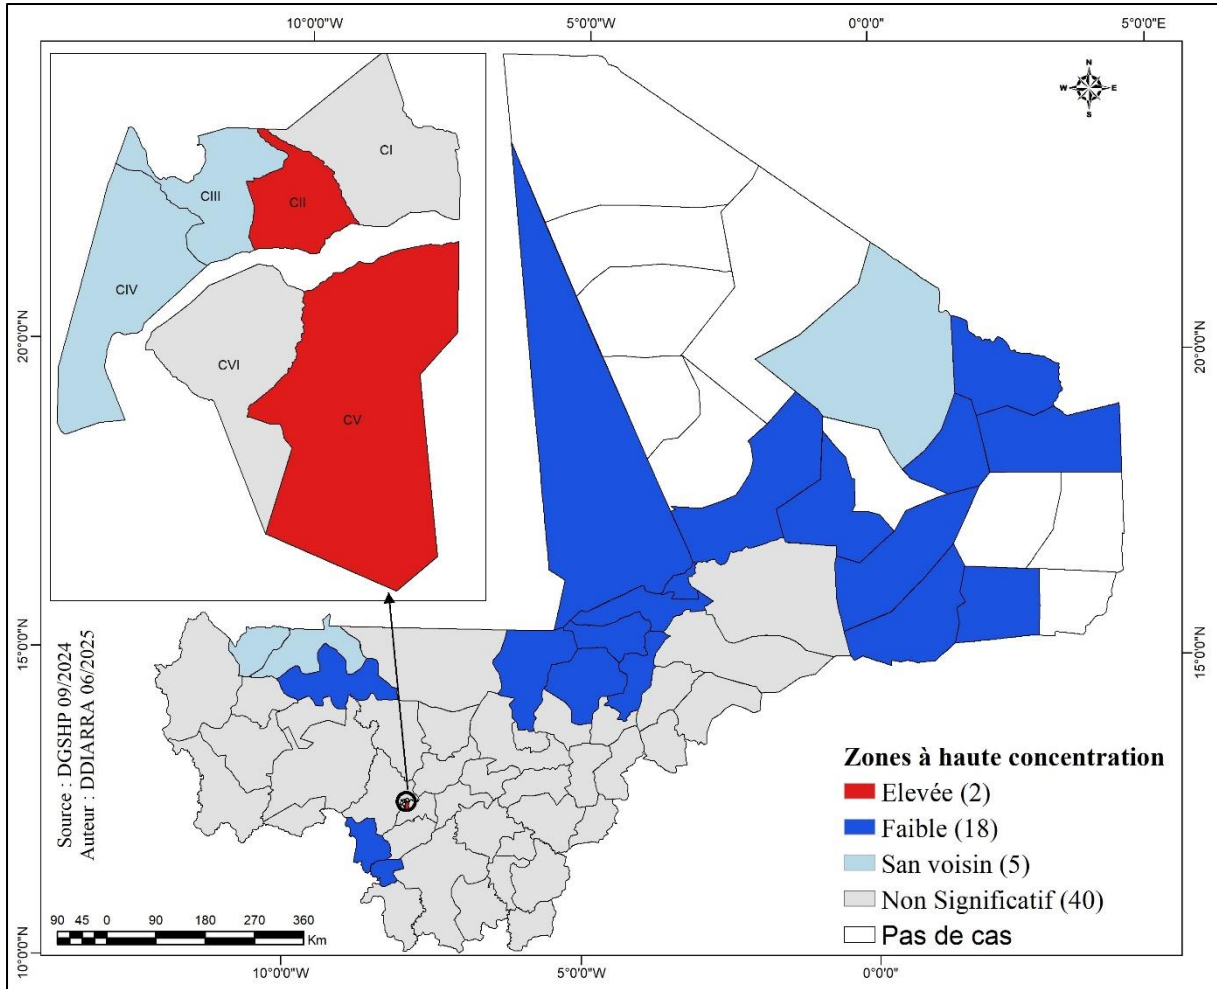 10°0'0"W 5°0'0"W 0°0'0" 5°0'0"E
N
W E
S
CI
CIII
CII
CIV
CVI
CV
20°0'0"N
20°0'0"N
15°0'0"N
15°0'0"N
10°0'0"N
Source : DGSHP 09/2024
Auteur : DDIARRA 06/2025
Zones à haute concentration
Elevée (2)
Faible (18)
San voisin (5)
Non Significatif (40)
Pas de cas
90 45 0 90 180 270 360
Km
10°0'0"W 5°0'0"W 0°0'0"